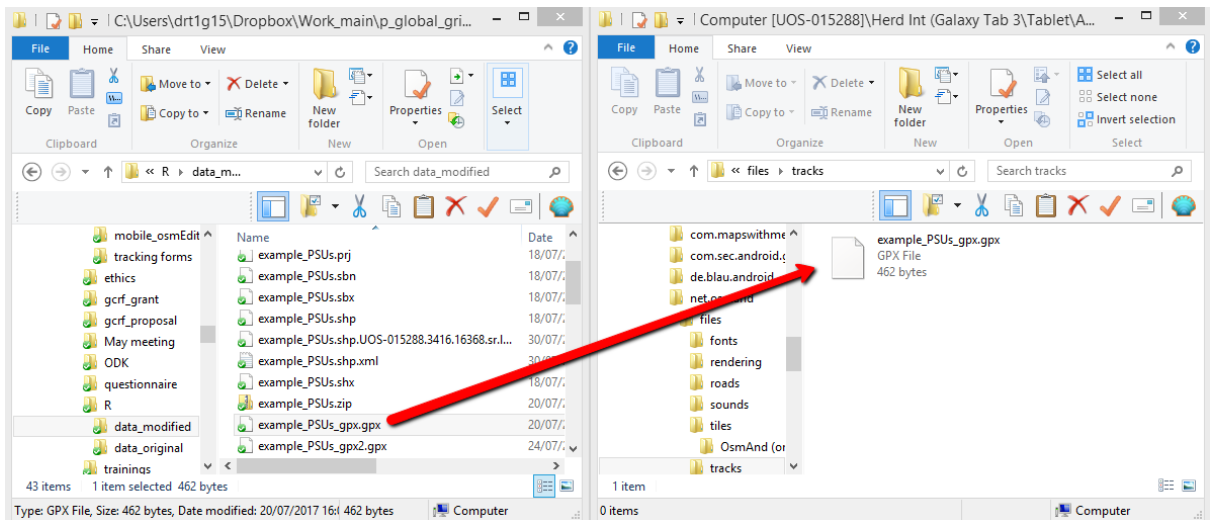 C:\Users\drt1g15\Dropbox\Work_main\p_global_gri...
File Home Share View
Copy
Paste
Move to
Copy to
Delete
Rename
New folder
Properties
Select
Clipboard Organize New Open
« R data_m...
Search data_modified
mobile_osmEdit
tracking forms
ethics
gcrf_grant
gcrf_proposal
May meeting
ODK
questionnaire
R
data_modified
data_original
trainings
Name Date
example_PSUs.prj 18/07/
example_PSUs.sbn 18/07/
example_PSUs.sbx 18/07/
example_PSUs.shp 18/07/
example_PSUs.shp.UOS-015288.3416.16368.sr.l... 30/07/
example_PSUs.shp.xml
example_PSUs.shx 18/07/
example_PSUs.zip 20/07/
example_PSUs_gpx.gpx 20/07/
example_PSUs_gpx2.gpx 24/07/
43 items 1 item selected 462 bytes
Type: GPX File, Size: 462 bytes, Date modified: 20/07/2017 16:( 462 bytes Computer
Computer [UOS-015288]\Herd Int (Galaxy Tab 3\Tablet\A...
File Home Share View
Copy
Paste
Move to
Copy to
Delete
Rename
New folder
Properties
Select all
Select none
Invert selection
Clipboard Organize New Open Select
« files tracks
Search tracks
com.mapswithme
com.sec.android.g
de.blau.android
files
fonts
rendering
roads
sounds
tiles
OsmAnd (or
tracks
example_PSUs_gpx.gpx
GPX File
462 bytes
1 item
0 items Computer